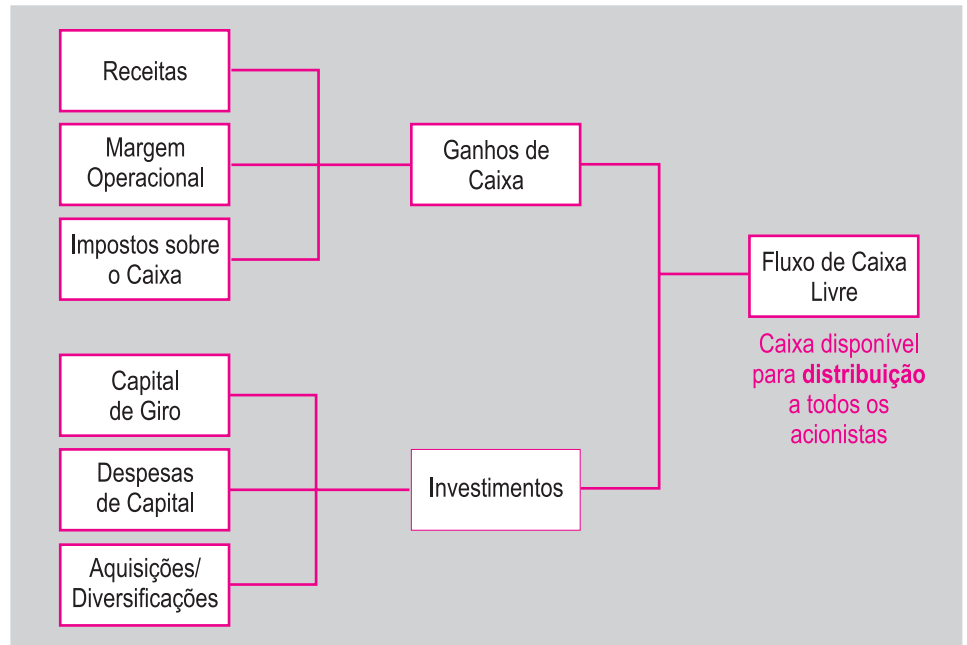 Receitas
Margem
Operacional
Impostos sobre
o Caixa
Ganhos de
Caixa
Capital
de Giro
Despesas
de Capital
Aquisições/
Diversificações
Investimentos
Fluxo de Caixa
Livre
Caixa disponível
para distribuição
a todos os
acionistas